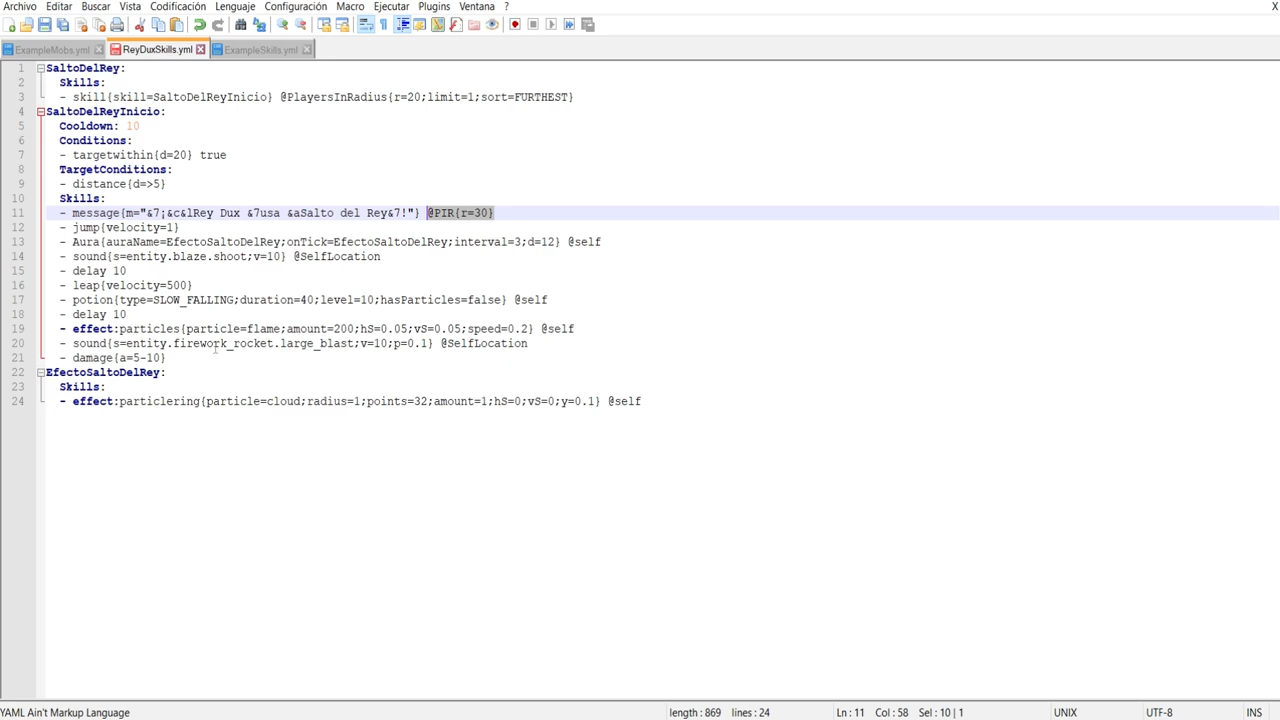 Archivo Editar Buscar Vista Codificación Lenguaje Configuración Macro Ejecutar Plugins Ventana ? X
ExampleMobs.yml ReyDuxSkills.yml ExampleSkills.yml
1 SaltoDelRey:
2 Skills:
3 - skill{skill=SaltoDelReyInicio} @PlayersInRadius{r=20;limit=1;sort=FURTHEST}
4 SaltoDelReyInicio:
5 Cooldown: 10
6 Conditions:
7 - targetwithin{d=20} true
8 TargetConditions:
9 - distance{d=>5}
10 Skills:
11 - message{m="&7¡&c&lRey Dux &7usa &aSalto del Rey&7!"} @PIR{r=30}
12 - jump{velocity=1}
13 - Aura{auraName=EfectoSaltoDelRey;onTick=EfectoSaltoDelRey;interval=3;d=12} @self
14 - sound{s=entity.blaze.shoot;v=10} @SelfLocation
15 - delay 10
16 - leap{velocity=500}
17 - potion{type=SLOW_FALLING;duration=40;level=10;hasParticles=false} @self
18 - delay 10
19 - effect:particles{particle=flame;amount=200;hS=0.05;vS=0.05;speed=0.2} @self
20 - sound{s=entity.firework_rocket.large_blast;v=10;p=0.1} @SelfLocation
21 - damage{a=5-10}
22 EfectoSaltoDelRey:
23 Skills:
24 - effect:particlering{particle=cloud;radius=1;points=32;amount=1;hS=0;vS=0;y=0.1} @self
YAML Ain't Markup Language length : 869 lines : 24 Ln : 11 Col : 58 Sel : 10 | 1 UNIX UTF-8 INS